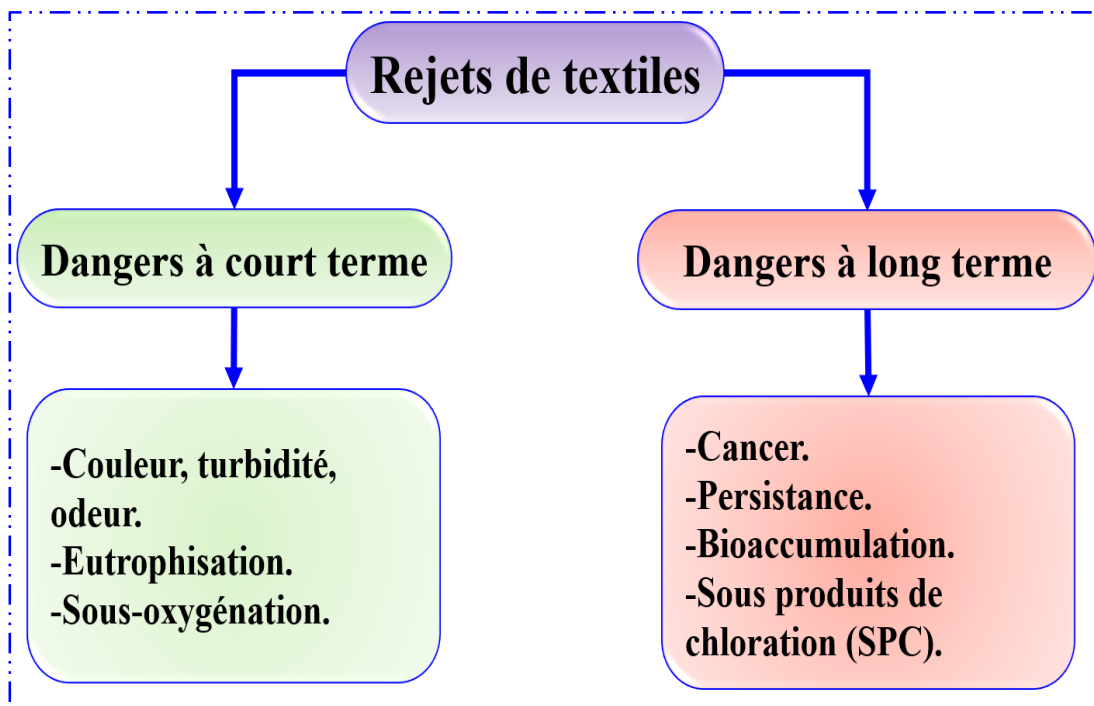 Rejets de textiles
Dangers à court terme
Dangers à long terme
-Couleur, turbidité,
odeur.
-Eutrophisation.
-Sous-oxygénation.
-Cancer.
-Persistance.
-Bioaccumulation.
-Sous produits de
chloration (SPC).